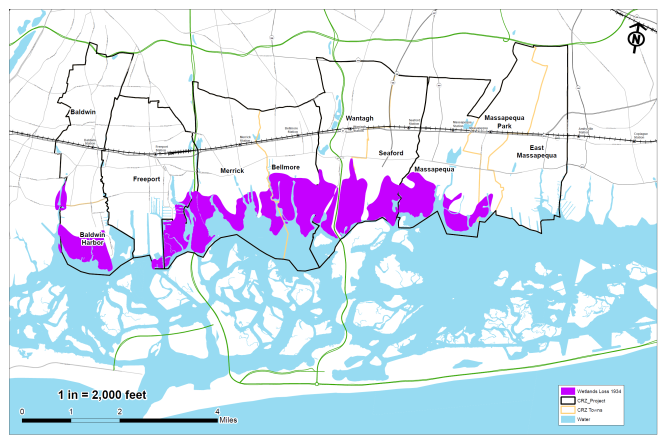 N
Baldwin
Wantagh
Massapequa
Park
East
Massapequa
Seaford
Bellmore
Massapequa
Merrick
Freeport
Baldwin
Harbor
1 in = 2,000 feet
0 1 2 4
Miles
Wetlands Loss 1934
CRZ_Project
CRZ Towns
Water